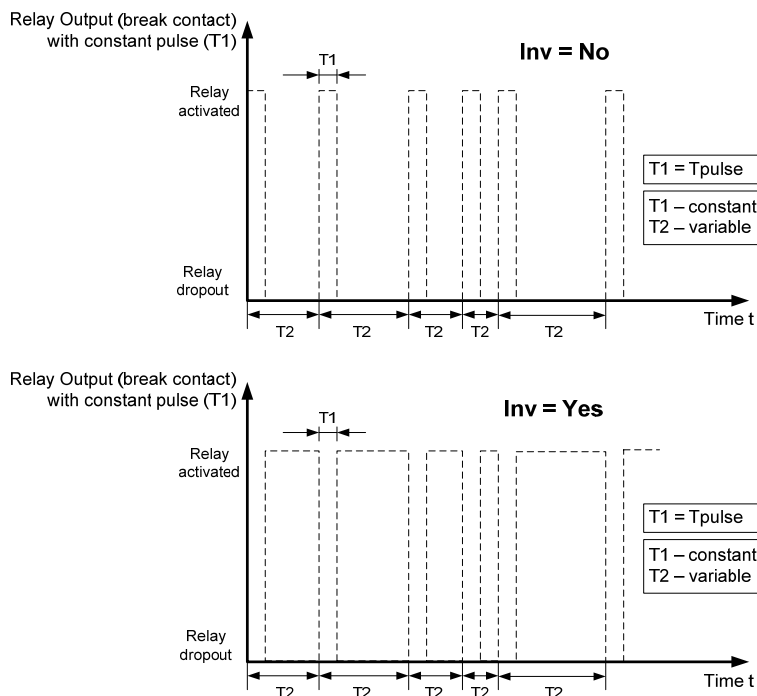 Relay Output (break contact)
with constant pulse (T1)
Inv = No
T1
Relay
activated
T1 = Tpulse
T1 – constant
T2 – variable
Relay
dropout
Time t
T2 T2 T2 T2 T2
Relay Output (break contact)
with constant pulse (T1)
Inv = Yes
T1
Relay
activated
T1 = Tpulse
T1 – constant
T2 – variable
Relay
dropout
Time t
T2 T2 T2 T2 T2